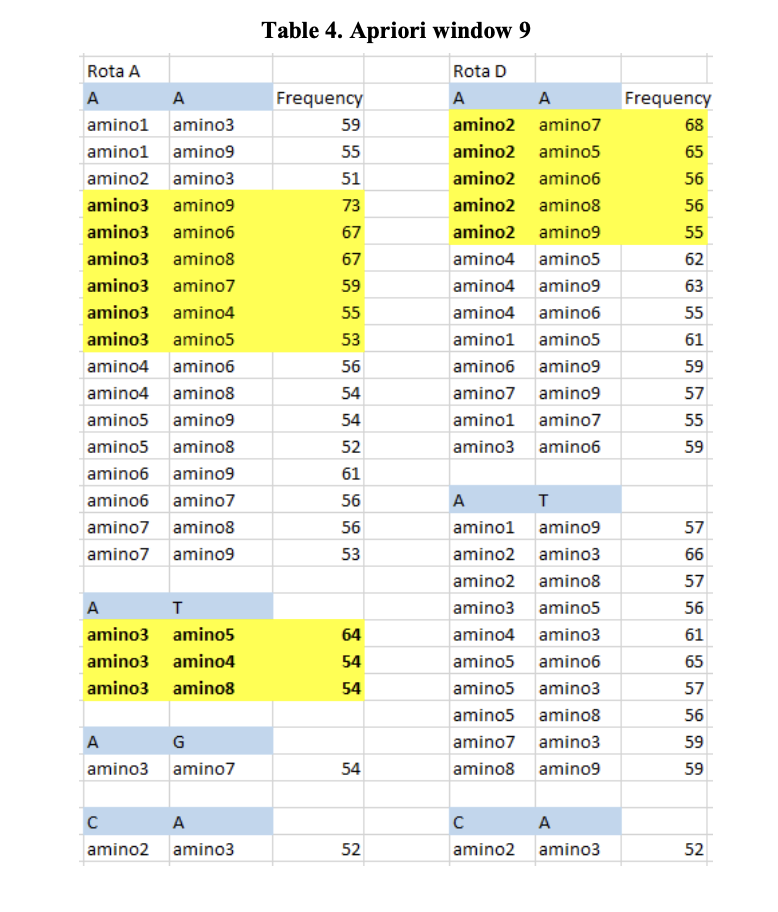 Table 4. Apriori window 9
Rota A Rota D
A A Frequency A A Frequency
amino1 amino3 59 amino2 amino7 68
amino1 amino9 55 amino2 amino5 65
amino2 amino3 51 amino2 amino6 56
amino3 amino9 73 amino2 amino8 56
amino3 amino6 67 amino2 amino9 55
amino3 amino8 67 amino4 amino5 62
amino3 amino7 59 amino4 amino9 63
amino3 amino4 55 amino4 amino6 55
amino3 amino5 53 amino1 amino5 61
amino4 amino6 56 amino6 amino9 59
amino4 amino8 54 amino7 amino9 57
amino5 amino9 54 amino1 amino7 55
amino5 amino8 52 amino3 amino6 59
amino6 amino9 61
amino6 amino7 56 A T
amino7 amino8 56 amino1 amino9 57
amino7 amino9 53 amino2 amino3 66
amino2 amino8 57
A T amino3 amino5 56
amino3 amino5 64 amino4 amino3 61
amino3 amino4 54 amino5 amino6 65
amino3 amino8 54 amino5 amino3 57
amino5 amino8 56
A G amino7 amino3 59
amino3 amino7 54 amino8 amino9 59
C A C A
amino2 amino3 52 amino2 amino3 52